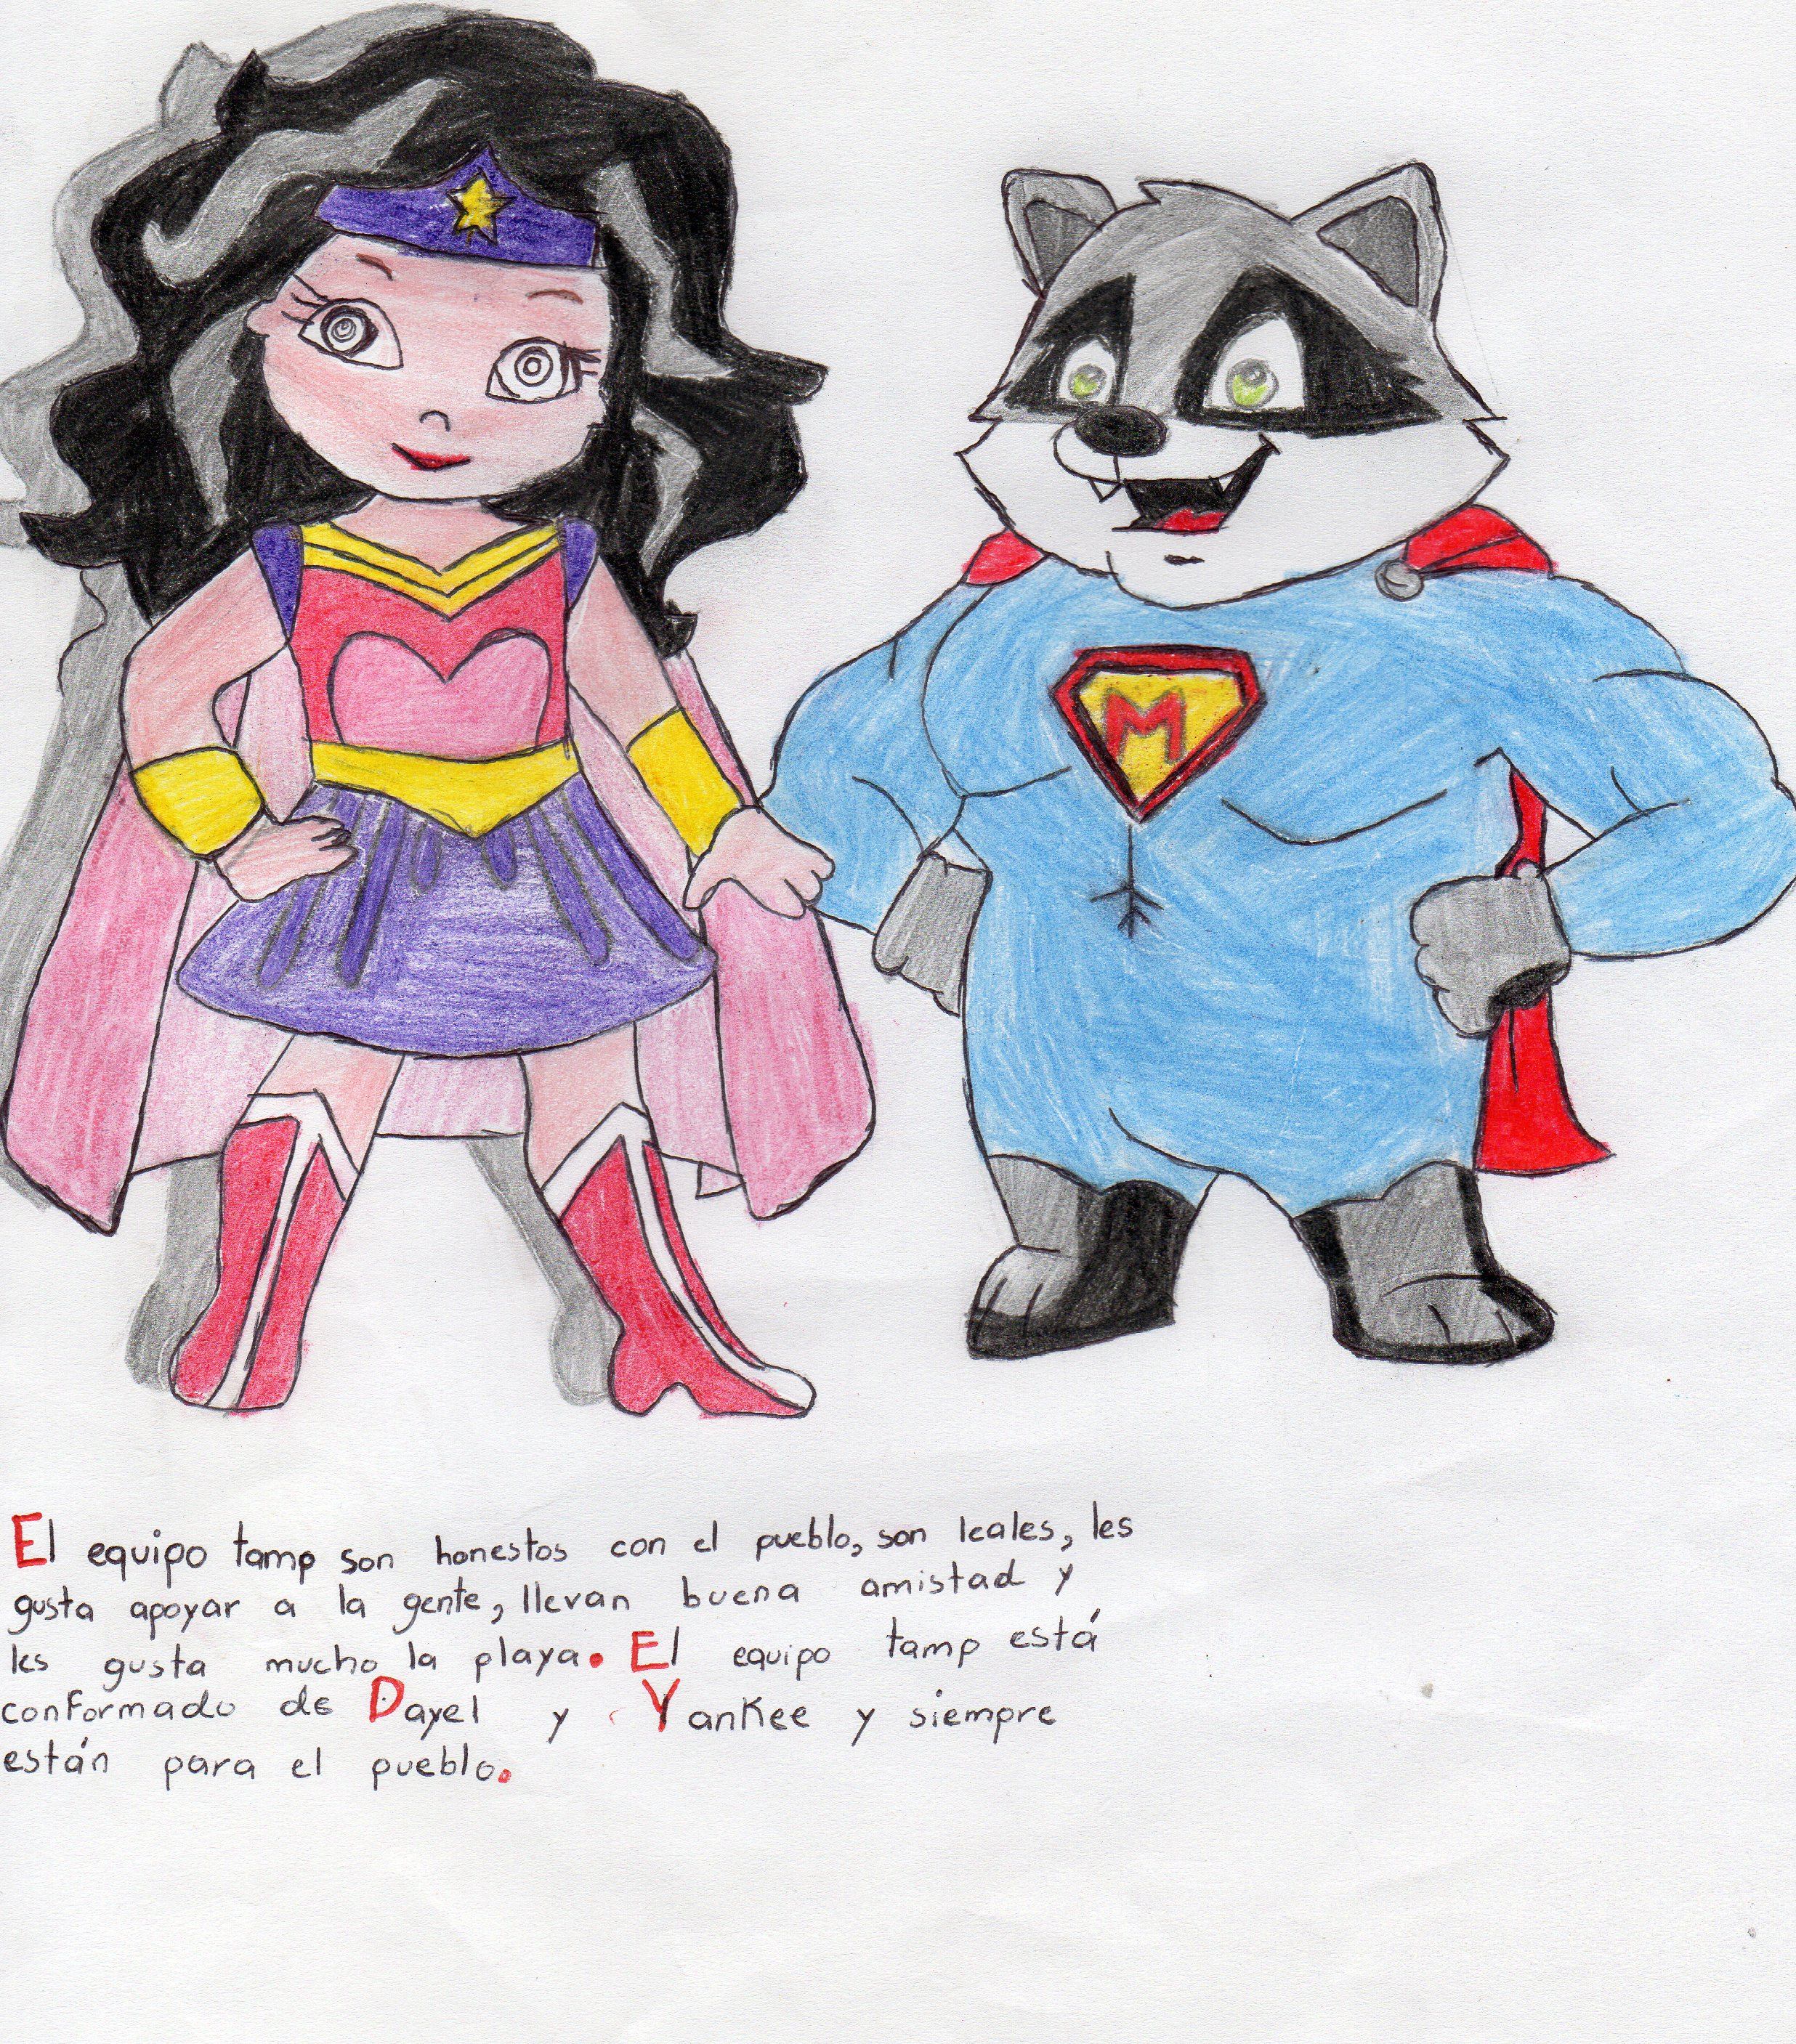 M
El equipo tamp son honestos con el pueblo, son leales, les
gusta apoyar a la gente, llevan buena amistad y
les gusta mucho la playa. El equipo tamp está
conformado de Dayel y Yankee y siempre
están para el pueblo.